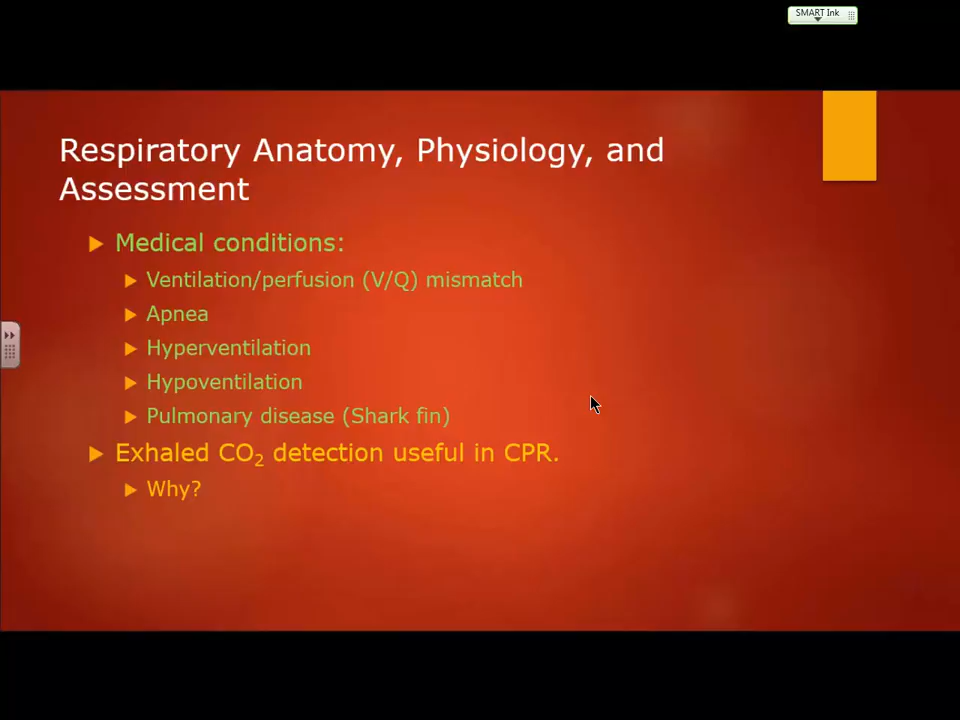 SMART Ink
Respiratory Anatomy, Physiology, and
Assessment
Medical conditions:
Ventilation/perfusion (V/Q) mismatch
Apnea
Hyperventilation
Hypoventilation
Pulmonary disease (Shark fin)
Exhaled CO₂ detection useful in CPR.
Why?